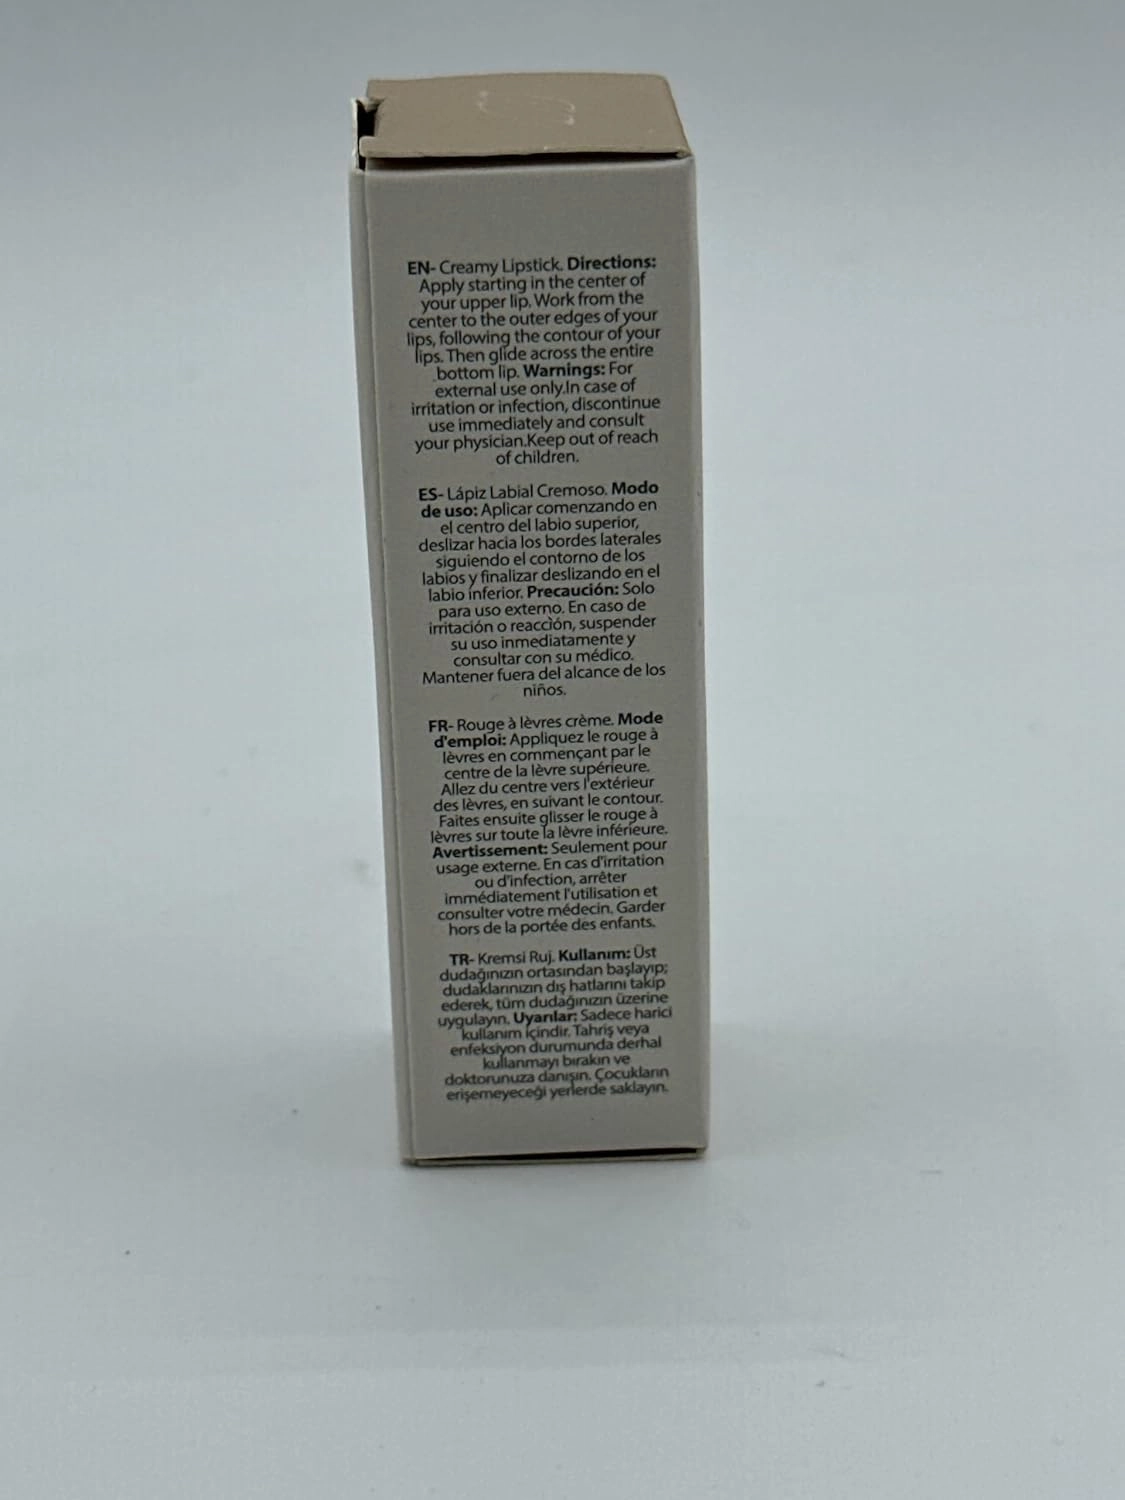 EN- Creamy Lipstick. Directions:
Apply starting in the center of
your upper lip. Work from the
center to the outer edges of your
lips, following the contour of your
lips. Then glide across the entire
bottom lip. Warnings: For
external use only.In case of
irritation or infection, discontinue
use immediately and consult
your physician.Keep out of reach
of children.
ES- Lápiz Labial Cremoso. Modo
de uso: Aplicar comenzando en
el centro del labio superior,
deslizar hacia los bordes laterales
siguiendo el contorno de los
labios y finalizar deslizando en el
labio inferior. Precaución: Solo
para uso externo. En caso de
irritación o reacciòn, suspender
su uso inmediatamente y
consultar con su médico.
Mantener fuera del alcance de los
niños.
FR- Rouge à lèvres crème. Mode
d'emploi: Appliquez le rouge à
lèvres en commençant par le
centre de la lèvre supérieure.
Allez du centre vers l'extérieur
des lèvres, en suivant le contour.
Faites ensuite glisser le rouge à
lèvres sur toute la lèvre inférieure.
Avertissement: Seulement pour
usage externe. En cas d'irritation
ou d'infection, arrêter
immédiatement l'utilisation et
consulter votre médecin. Garder
hors de la portée des enfants.
TR- Kremsi Ruj. Kullanım: Üst
dudağınızın ortasından başlayıp;
dudaklarınızın dış hatlarını takip
ederek, tüm dudağınızın üzerine
uygulayın. Uyarılar: Sadece harici
kullanım içindir. Tahriş veya
enfeksiyon durumunda derhal
kullanmayı bırakın ve
doktorunuza danışın. Çocukların
erişemeyeceği yerlerde saklayın.